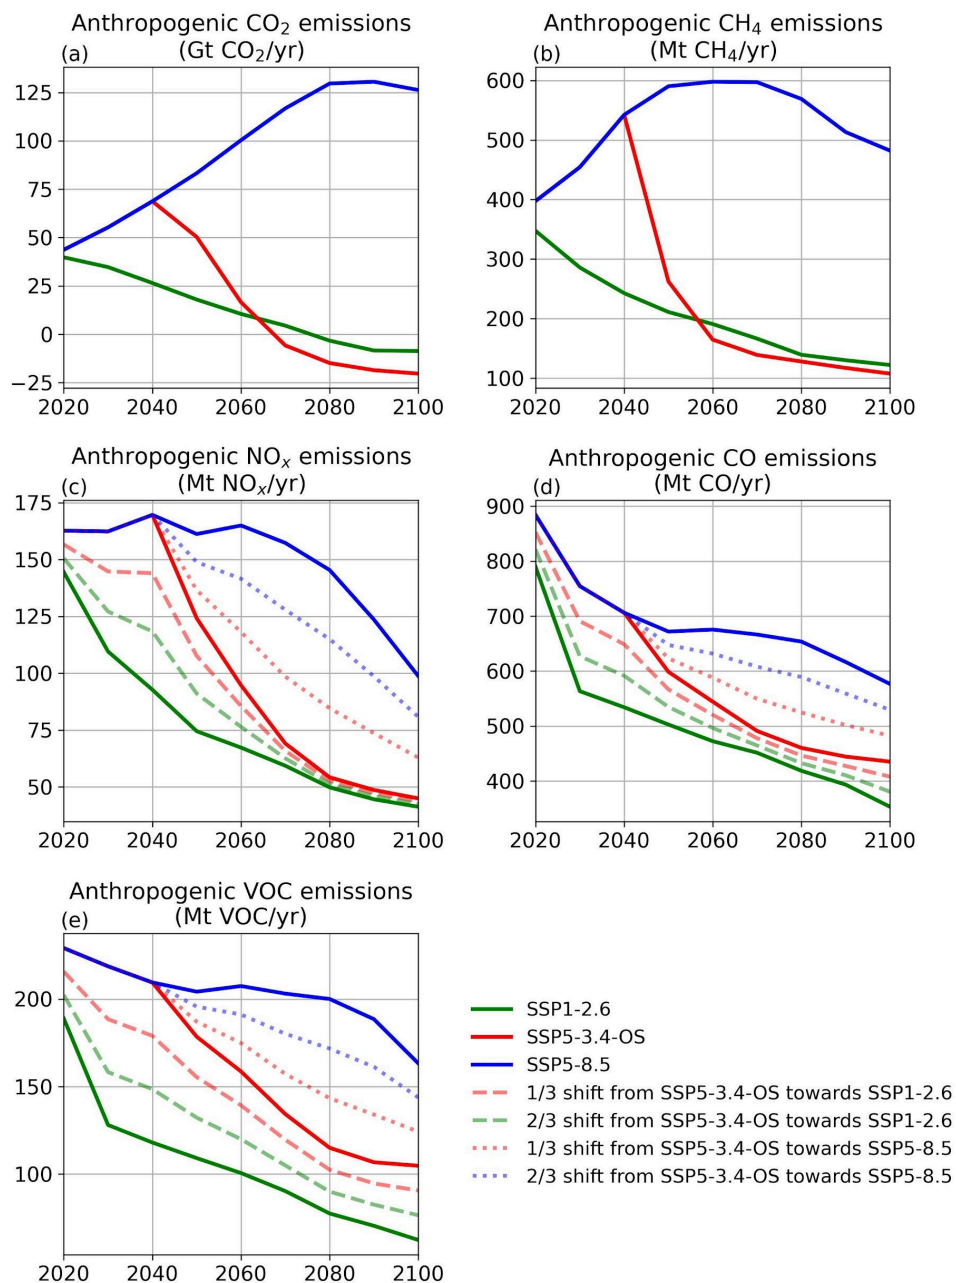 Anthropogenic CO₂ emissions
(a) (Gt CO₂/yr)
125
100
75
50
25
0
−25
2020 2040 2060 2080 2100
Anthropogenic CH₄ emissions
(b) (Mt CH₄/yr)
600
500
400
300
200
100
2020 2040 2060 2080 2100
Anthropogenic NOₓ emissions
(c) (Mt NOₓ/yr)
175
150
125
100
75
50
2020 2040 2060 2080 2100
Anthropogenic CO emissions
(d) (Mt CO/yr)
900
800
700
600
500
400
2020 2040 2060 2080 2100
Anthropogenic VOC emissions
(e) (Mt VOC/yr)
200
150
100
2020 2040 2060 2080 2100
SSP1-2.6
SSP5-3.4-OS
SSP5-8.5
1/3 shift from SSP5-3.4-OS towards SSP1-2.6
2/3 shift from SSP5-3.4-OS towards SSP1-2.6
1/3 shift from SSP5-3.4-OS towards SSP5-8.5
2/3 shift from SSP5-3.4-OS towards SSP5-8.5